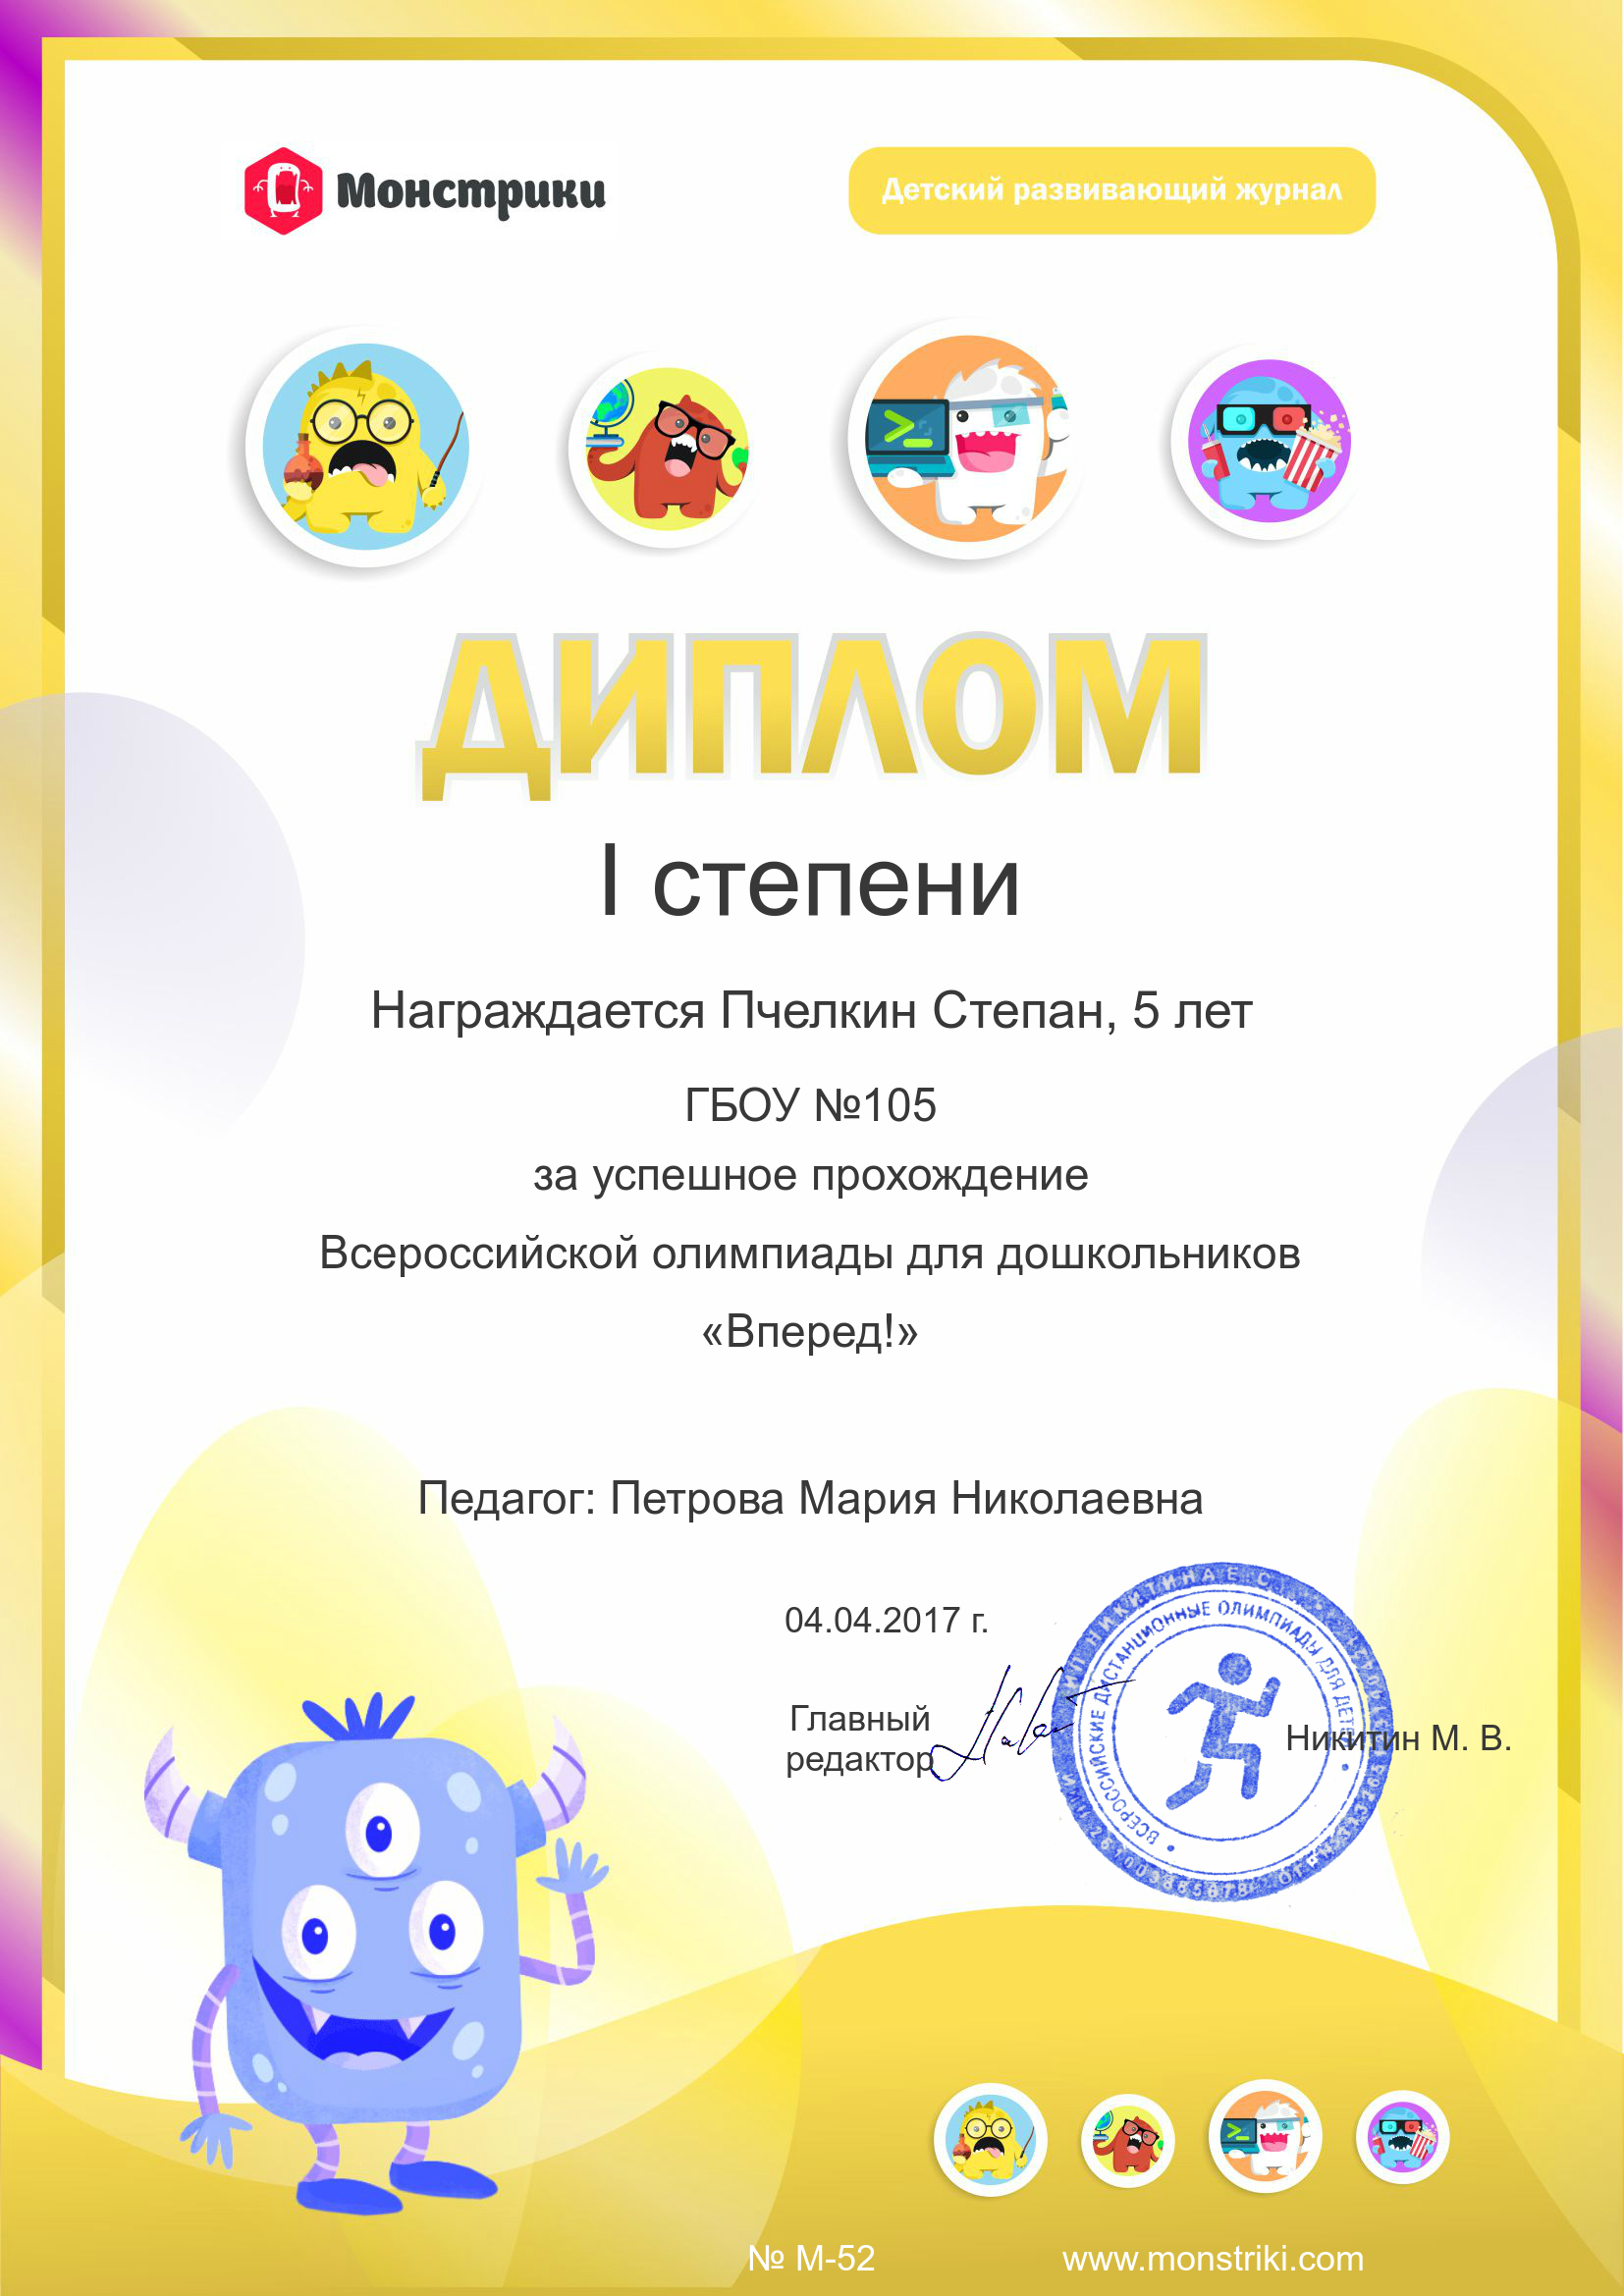 Монстрики
Детский развивающий журнал
ДИПЛОМ
I степени
Награждается Пчелкин Степан, 5 лет
ГБОУ №105
за успешное прохождение
Всероссийской олимпиады для дошкольников
«Вперед!»
Педагог: Петрова Мария Николаевна
04.04.2017 г.
Главный
редактор
Никитин М. В.
ИП НИКИТИНА Е С
ВСЕРОССИЙСКИЕ ДИСТАНЦИОННЫЕ ОЛИМПИАДЫ ДЛЯ ДЕТЕЙ
№ М-52
www.monstriki.com